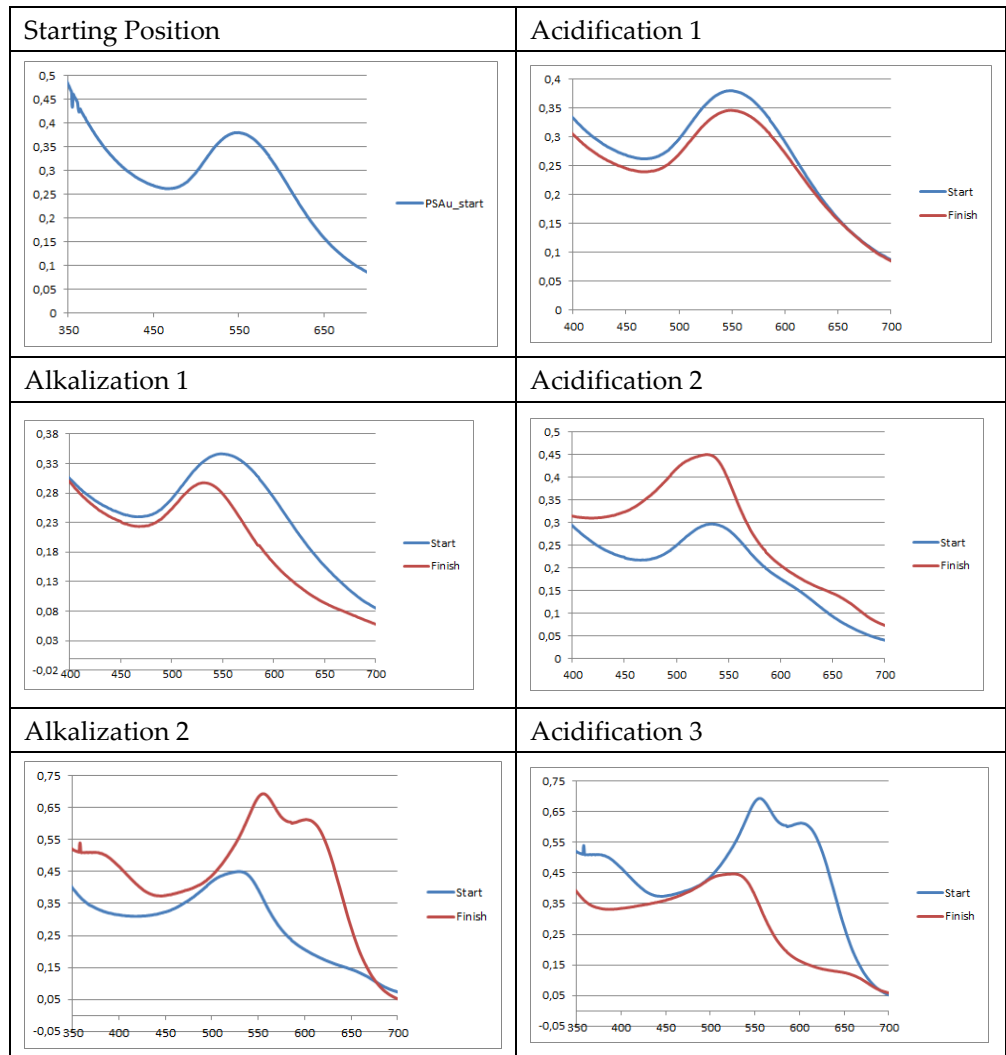 Starting Position
0,5
0,45
0,4
0,35
0,3
0,25
0,2
0,15
0,1
0,05
0
350 450 550 650
PSAu_start
Acidification 1
0,4
0,35
0,3
0,25
0,2
0,15
0,1
0,05
0
400 450 500 550 600 650 700
Start
Finish
Alkalization 1
0,38
0,33
0,28
0,23
0,18
0,13
0,08
0,03
-0,02
400 450 500 550 600 650 700
Start
Finish
Acidification 2
0,5
0,45
0,4
0,35
0,3
0,25
0,2
0,15
0,1
0,05
0
400 450 500 550 600 650 700
Start
Finish
Alkalization 2
0,75
0,65
0,55
0,45
0,35
0,25
0,15
0,05
-0,05
350 400 450 500 550 600 650 700
Start
Finish
Acidification 3
0,75
0,65
0,55
0,45
0,35
0,25
0,15
0,05
-0,05
350 400 450 500 550 600 650 700
Start
Finish